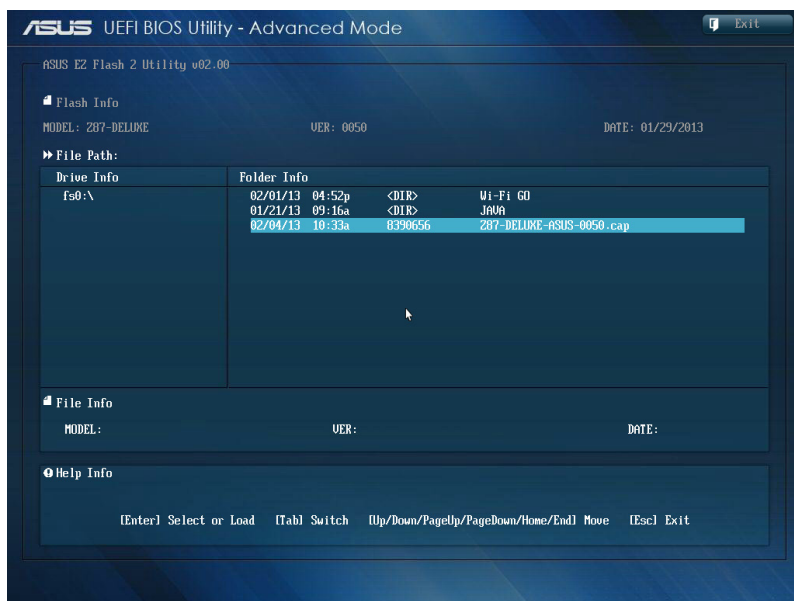 ASUS UEFI BIOS Utility - Advanced Mode
Exit
ASUS EZ Flash 2 Utility v02.00
Flash Info
MODEL: Z87-DELUXE VER: 0050 DATE: 01/29/2013
File Path:
Drive Info Folder Info
fs0:\ 02/01/13 04:52p <DIR> Wi-Fi GO
01/21/13 09:16a <DIR> JAVA
02/04/13 10:33a 8390656 Z87-DELUXE-ASUS-0050.cap
File Info
MODEL: VER: DATE:
Help Info
[Enter] Select or Load [Tab] Switch [Up/Down/PageUp/PageDown/Home/End] Move [Esc] Exit